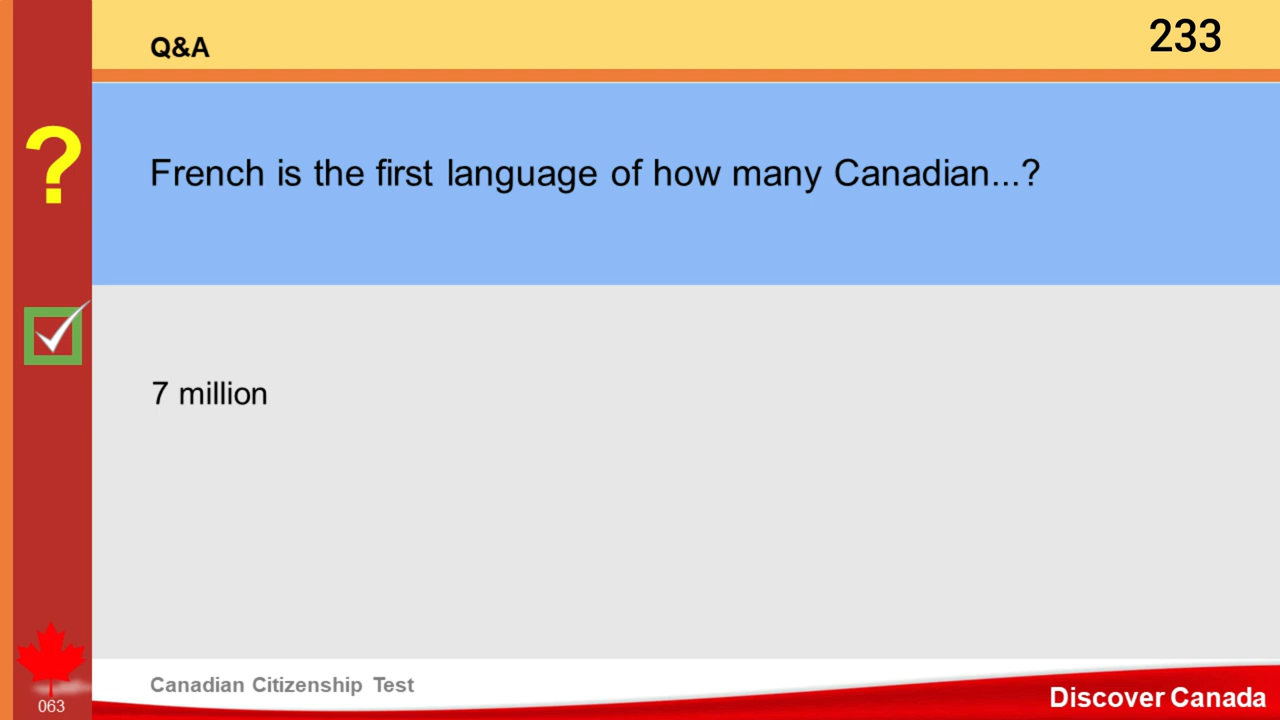 Q&A
233
?
French is the first language of how many Canadian...?
7 million
Canadian Citizenship Test
063
Discover Canada